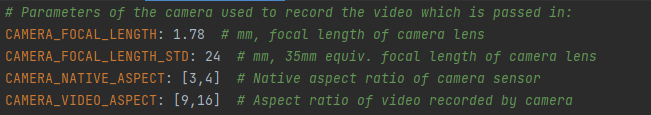 # Parameters of the camera used to record the video which is passed in:
CAMERA_FOCAL_LENGTH: 1.78  # mm, focal length of camera lens
CAMERA_FOCAL_LENGTH_STD: 24  # mm, 35mm equiv. focal length of camera lens
CAMERA_NATIVE_ASPECT: [3,4]  # Native aspect ratio of camera sensor
CAMERA_VIDEO_ASPECT: [9,16]  # Aspect ratio of video recorded by camera